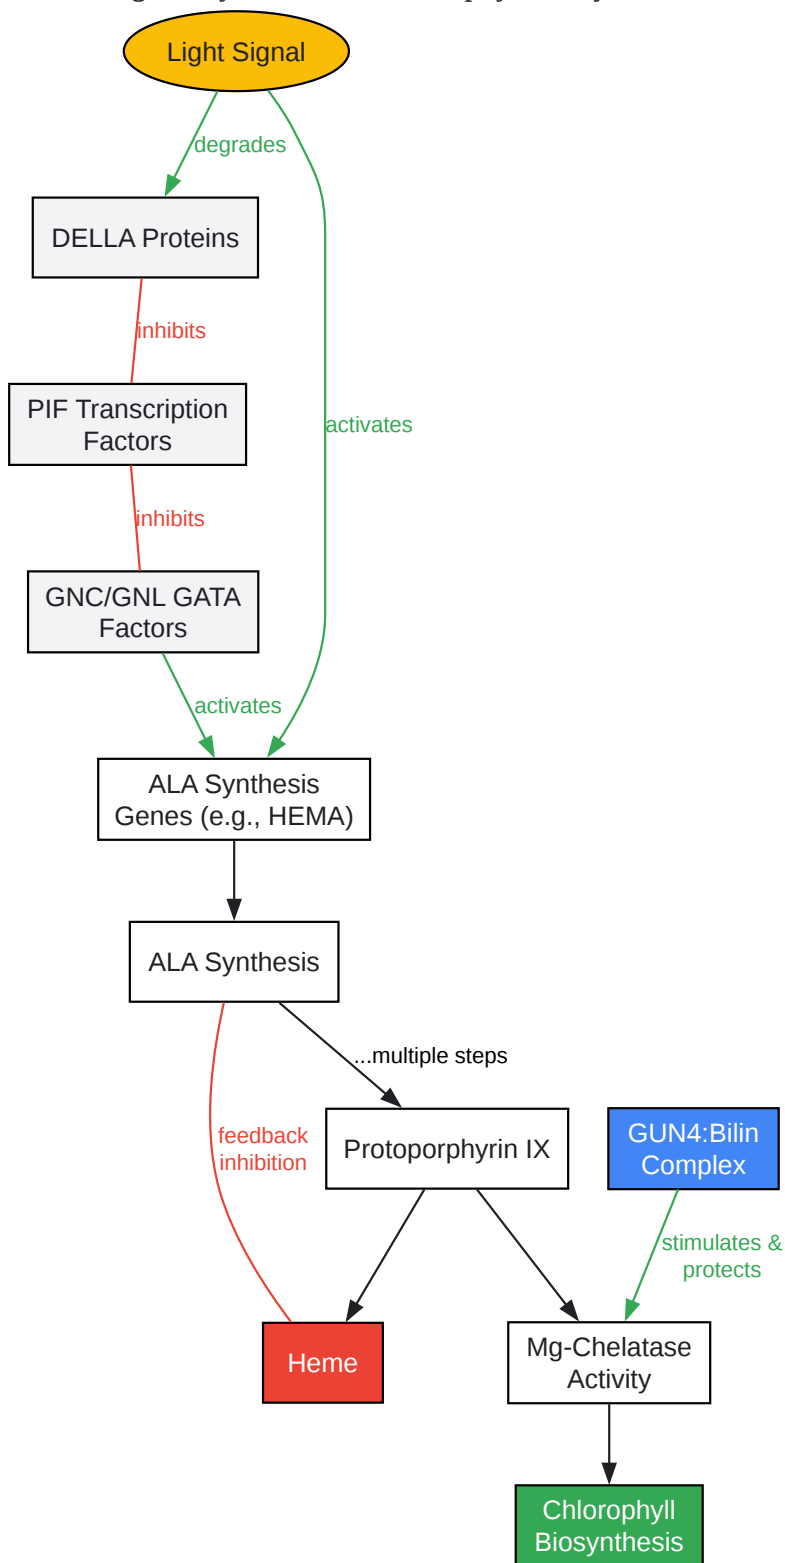 Light Signal
degrades
DELLA Proteins
inhibits
PIF Transcription
Factors
activates
inhibits
GNC/GNL GATA
Factors
activates
ALA Synthesis
Genes (e.g., HEMA)
ALA Synthesis
...multiple steps
feedback
inhibition
Protoporphyrin IX
GUN4:Bilin
Complex
stimulates &
protects
Heme
Mg-Chelatase
Activity
Chlorophyll
Biosynthesis